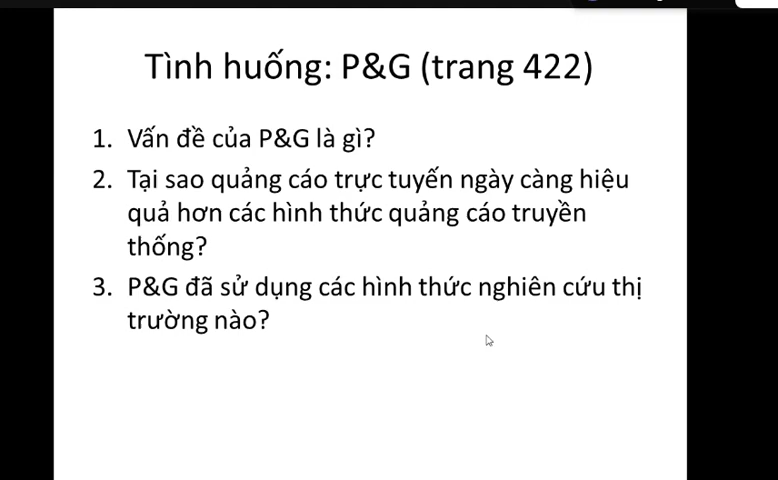 Tình huống: P&G (trang 422)
1. Vấn đề của P&G là gì?
2. Tại sao quảng cáo trực tuyến ngày càng hiệu
quả hơn các hình thức quảng cáo truyền
thống?
3. P&G đã sử dụng các hình thức nghiên cứu thị
trường nào?